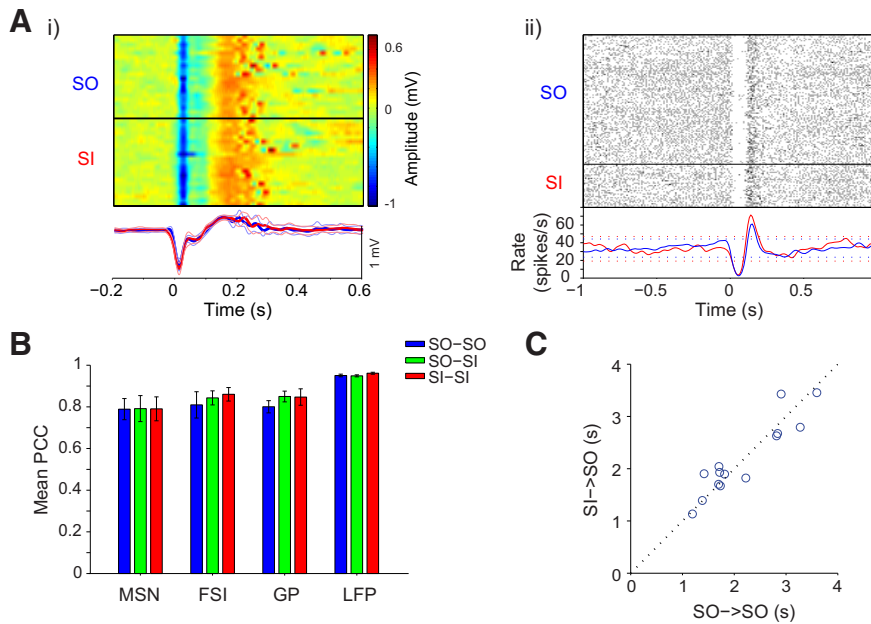 A
i)
SO
SI
0.6
0
-1
Amplitude (mV)
1 mV
−0.2 0 0.2 0.4 0.6
Time (s)
ii)
SO
SI
60
40
20
0
Rate
(spikes/s)
−1 −0.5 0 0.5
Time (s)
B
SO−SO
SO−SI
SI−SI
1
0.8
0.6
0.4
0.2
0
Mean PCC
MSN FSI GP LFP
C
4
3
2
1
0 1 2 3 4
SI−>SO (s)
SO−>SO (s)